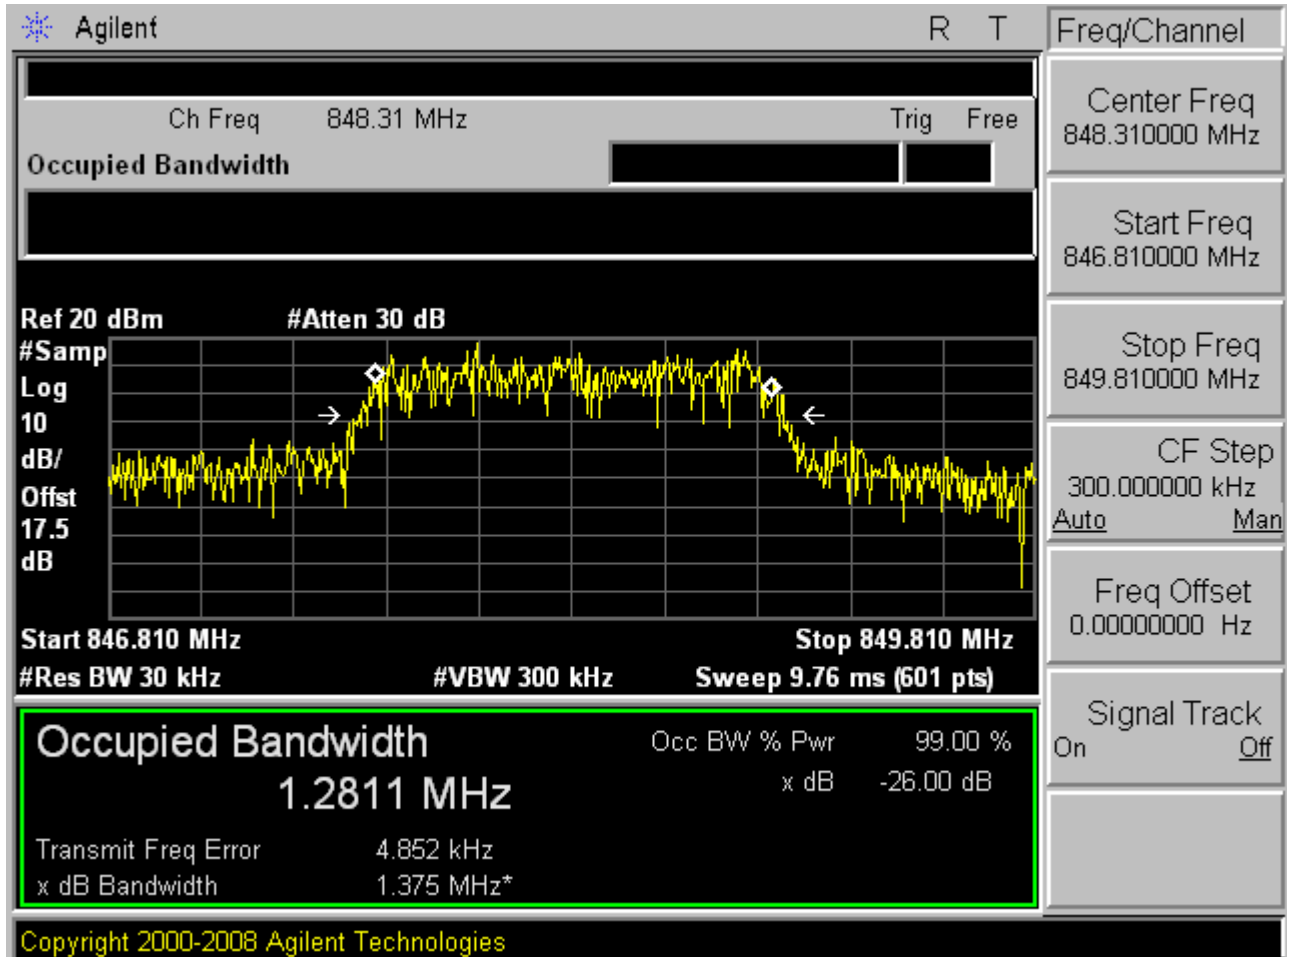 Agilent R T
Freq/Channel
Ch Freq 848.31 MHz Trig Free
Occupied Bandwidth
Center Freq
848.310000 MHz
Start Freq
846.810000 MHz
Stop Freq
849.810000 MHz
CF Step
300.000000 kHz
Auto Man
Freq Offset
0.00000000 Hz
Signal Track
On Off
Ref 20 dBm #Atten 30 dB
#Samp
Log
10
dB/
Offst
17.5
dB
Start 846.810 MHz Stop 849.810 MHz
#Res BW 30 kHz #VBW 300 kHz Sweep 9.76 ms (601 pts)
Occupied Bandwidth
1.2811 MHz
Occ BW % Pwr 99.00 %
x dB -26.00 dB
Transmit Freq Error 4.852 kHz
x dB Bandwidth 1.375 MHz*
Copyright 2000-2008 Agilent Technologies